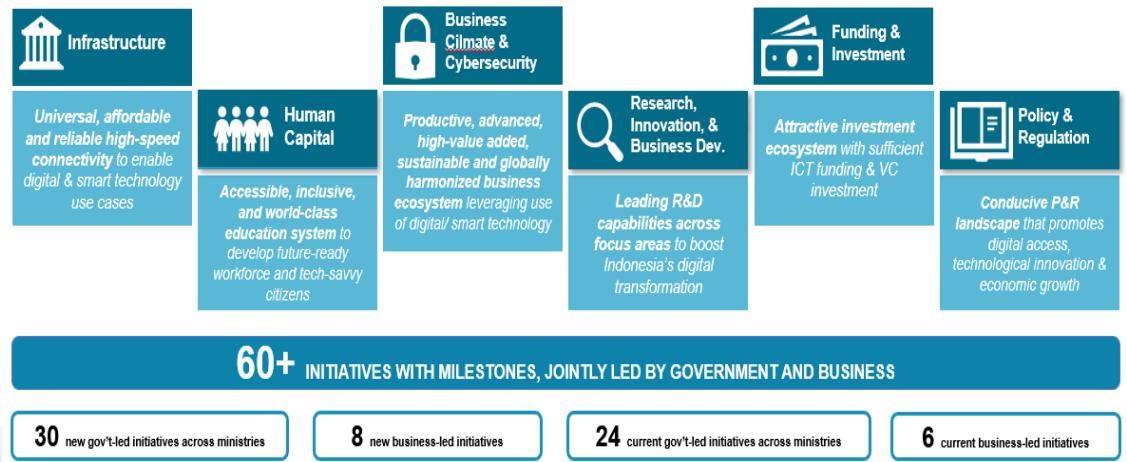 Infrastructure
Universal, affordable
and reliable high-speed
connectivity to enable
digital & smart technology
use cases
Human
Capital
Accessible, inclusive,
and world-class
education system to
develop future-ready
workforce and tech-savvy
citizens
Business
Cilmate &
Cybersecurity
Productive, advanced,
high-value added,
sustainable and globally
harmonized business
ecosystem leveraging use
of digital/ smart technology
Research,
Innovation, &
Business Dev.
Leading R&D
capabilities across
focus areas to boost
Indonesia's digital
transformation
Funding &
Investment
Attractive investment
ecosystem with sufficient
ICT funding & VC
investment
Policy &
Regulation
Conducive P&R
landscape that promotes
digital access,
technological innovation &
economic growth
60+ INITIATIVES WITH MILESTONES, JOINTLY LED BY GOVERNMENT AND BUSINESS
30 new gov't-led initiatives across ministries
8 new business-led initiatives
24 current gov't-led initiatives across ministries
6 current business-led initiatives